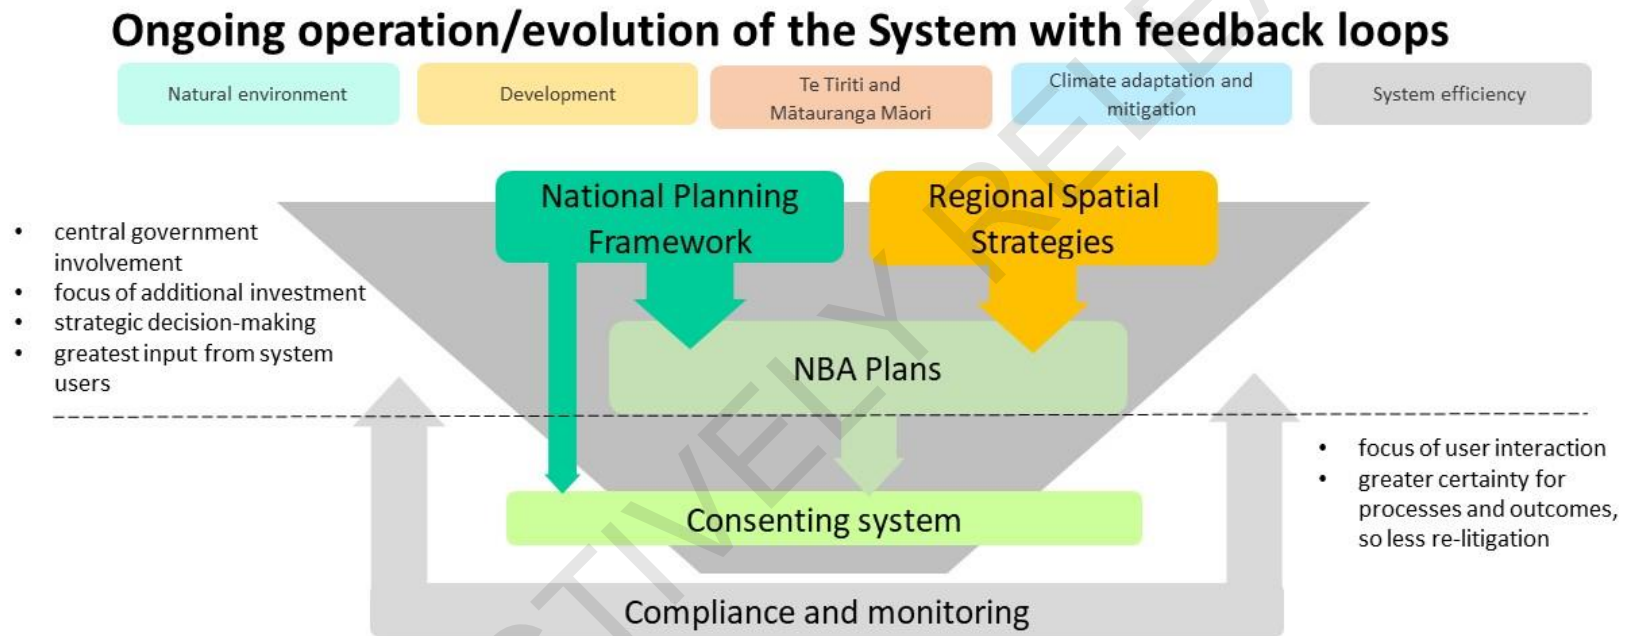 Ongoing operation/evolution of the System with feedback loops
Natural environment
Development
Te Tiriti and
Mātauranga Māori
Climate adaptation and
mitigation
System efficiency
National Planning
Framework
Regional Spatial
Strategies
• central government
involvement
• focus of additional investment
• strategic decision-making
• greatest input from system
users
NBA Plans
• focus of user interaction
• greater certainty for
processes and outcomes,
so less re-litigation
Consenting system
Compliance and monitoring